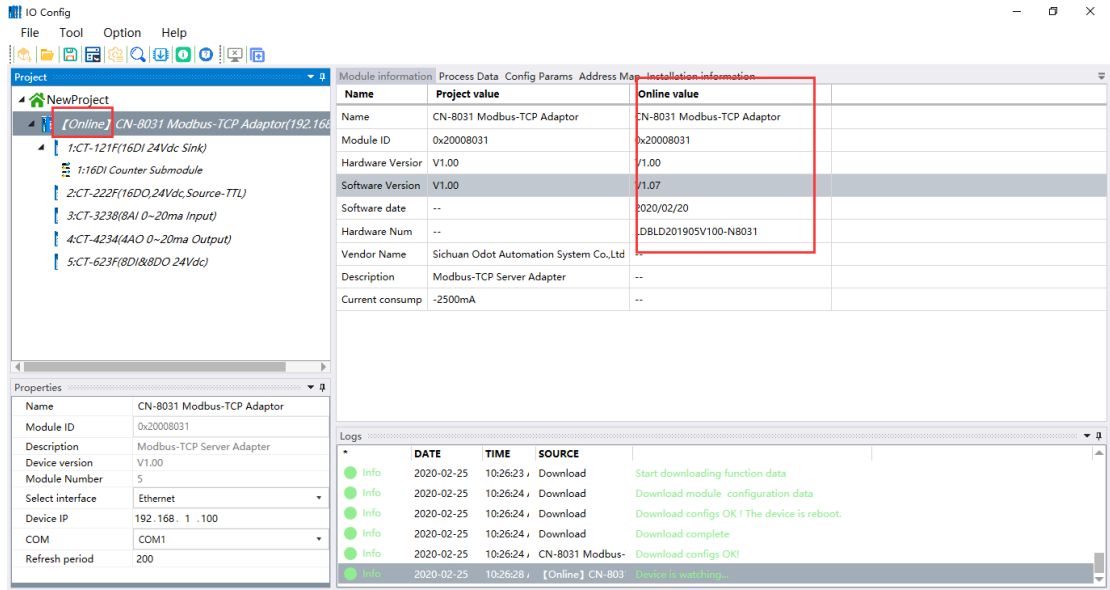 IO Config
File Tool Option Help
Project
NewProject
【Online】CN-8031 Modbus-TCP Adaptor(192.168
1:CT-121F(16DI 24Vdc Sink)
1:16DI Counter Submodule
2:CT-222F(16DO,24Vdc,Source-TTL)
3:CT-3238(8AI 0~20ma Input)
4:CT-4234(4AO 0~20ma Output)
5:CT-623F(8DI&8DO 24Vdc)
Module information Process Data Config Params Address Map Installation information
Name Project value Online value
Name CN-8031 Modbus-TCP Adaptor CN-8031 Modbus-TCP Adaptor
Module ID 0x20008031 0x20008031
Hardware Version V1.00 V1.00
Software Version V1.00 V1.07
Software date -- 2020/02/20
Hardware Num -- LDBLD201905V100-N8031
Vendor Name Sichuan Odot Automation System Co.,Ltd --
Description Modbus-TCP Server Adapter --
Current consump -2500mA --
Properties
Name CN-8031 Modbus-TCP Adaptor
Module ID 0x20008031
Description Modbus-TCP Server Adapter
Device version V1.00
Module Number 5
Select interface Ethernet
Device IP 192.168. 1 .100
COM COM1
Refresh period 200
Logs
* DATE TIME SOURCE
Info 2020-02-25 10:26:23 Download Start downloading function data
Info 2020-02-25 10:26:24 Download Download module configuration data
Info 2020-02-25 10:26:24 Download Download configs OK ! The device is reboot.
Info 2020-02-25 10:26:24 Download Download complete
Info 2020-02-25 10:26:24 CN-8031 Modbus- Download configs OK!
Info 2020-02-25 10:26:28 【Online】CN-803 Device is watching...